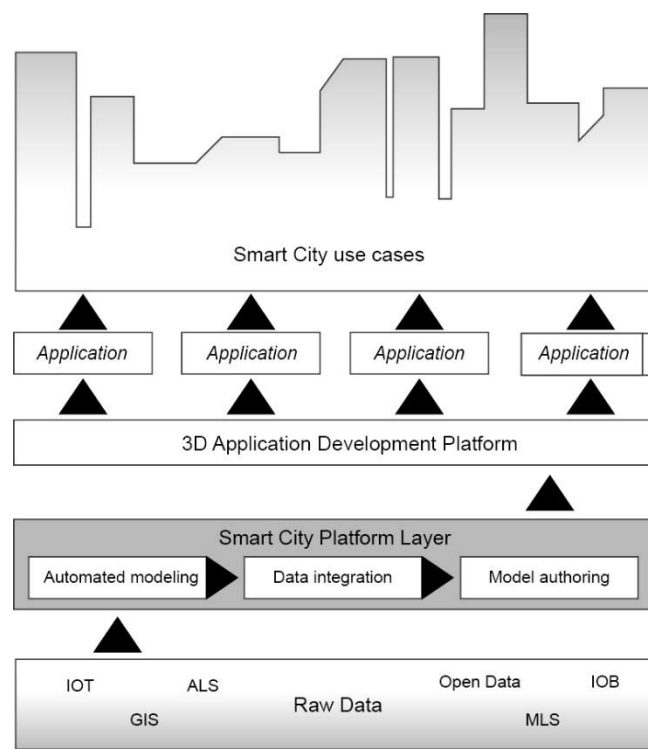 Smart City use cases
Application Application Application Application
3D Application Development Platform
Smart City Platform Layer
Automated modeling Data integration Model authoring
IOT ALS Open Data IOB
Raw Data
GIS MLS